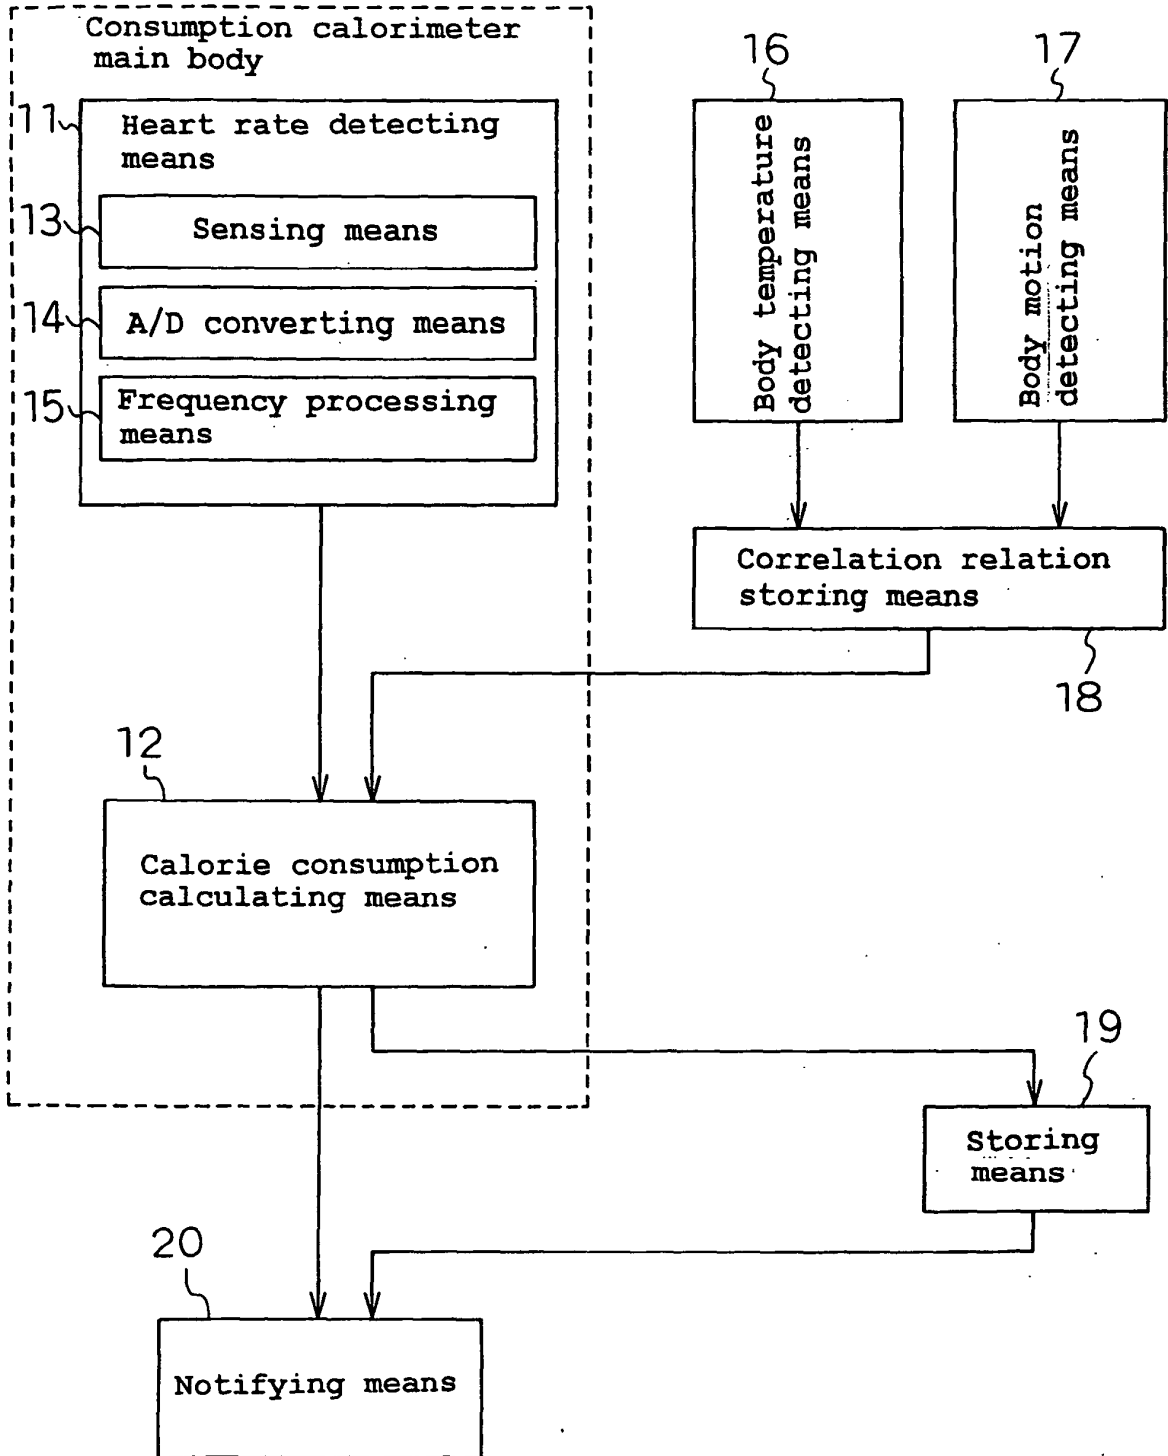 Consumption calorimeter
main body
11
Heart rate detecting
means
13
Sensing means
14
A/D converting means
15
Frequency processing
means
16
Body temperature
detecting means
17
Body motion
detecting means
Correlation relation
storing means
18
12
Calorie consumption
calculating means
19
Storing
means
20
Notifying means